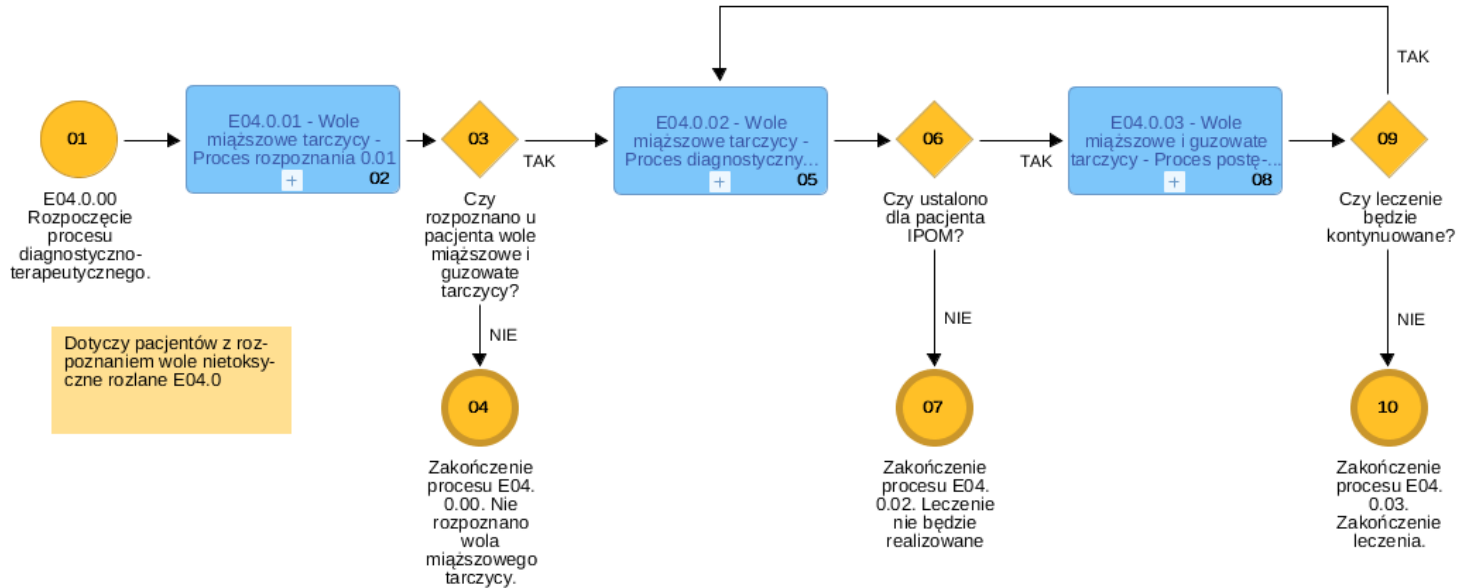 TAK
01
E04.0.00
Rozpoczęcie
procesu
diagnostyczno-
terapeutycznego.
E04.0.01 - Wole
miąższowe tarczycy -
Proces rozpoznania 0.01
+
02
03
TAK
Czy
rozpoznano u
pacjenta wole
miąższowe i
guzowate
tarczycy?
NIE
04
Zakończenie
procesu E04.
0.00. Nie
rozpoznano
wola
miąższowego
tarczycy.
E04.0.02 - Wole
miąższowe tarczycy -
Proces diagnostyczny...
+
05
06
TAK
Czy ustalono
dla pacjenta
IPOM?
NIE
07
Zakończenie
procesu E04.
0.02. Leczenie
nie będzie
realizowane
E04.0.03 - Wole
miąższowe i guzowate
tarczycy - Proces postę-...
+
08
09
Czy leczenie
będzie
kontynuowane?
NIE
10
Zakończenie
procesu E04.
0.03.
Zakończenie
leczenia.
Dotyczy pacjentów z roz-
poznaniem wole nietoksy-
czne rozlane E04.0